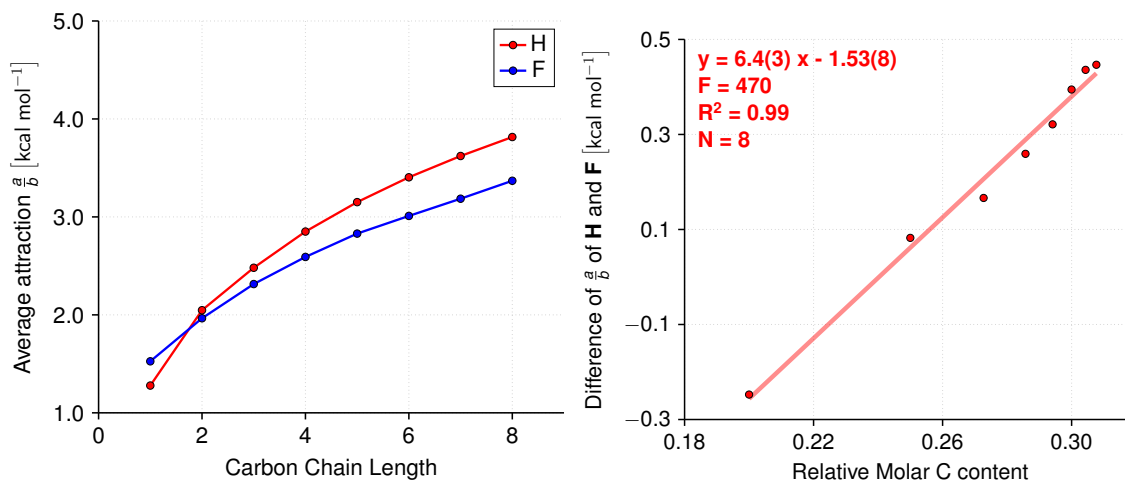 5.0
4.0
3.0
2.0
1.0
0
2
4
6
8
Average attraction a/b [kcal mol⁻¹]
Carbon Chain Length
H
F
0.5
0.3
0.1
−0.1
−0.3
0.18
0.22
0.26
0.30
Difference of a/b of H and F [kcal mol⁻¹]
Relative Molar C content
y = 6.4(3) x - 1.53(8)
F = 470
R² = 0.99
N = 8